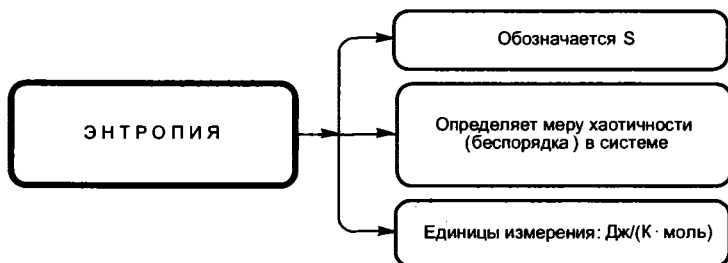 ЭНТРОПИЯ
Обозначается S
Определяет меру хаотичности
(беспорядка) в системе
Единицы измерения: Дж/(К · моль)